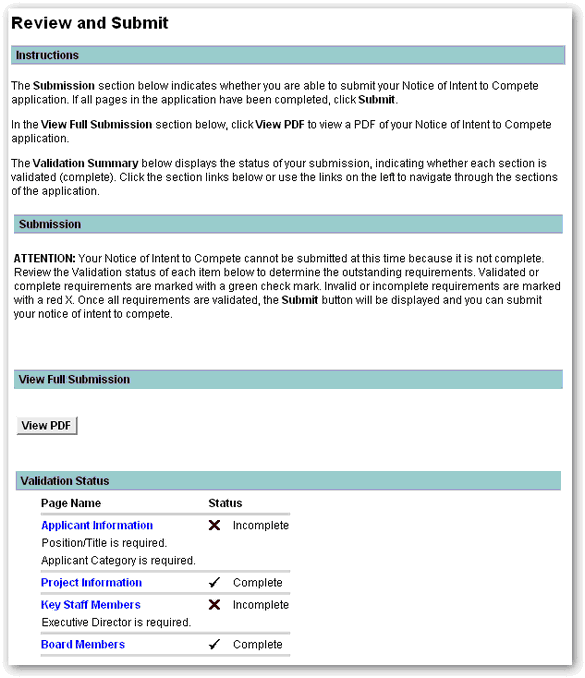 Review and Submit
Instructions
The Submission section below indicates whether you are able to submit your Notice of Intent to Compete
application. If all pages in the application have been completed, click Submit.
In the View Full Submission section below, click View PDF to view a PDF of your Notice of Intent to Compete
application.
The Validation Summary below displays the status of your submission, indicating whether each section is
validated (complete). Click the section links below or use the links on the left to navigate through the sections
of the application.
Submission
ATTENTION: Your Notice of Intent to Compete cannot be submitted at this time because it is not complete.
Review the Validation status of each item below to determine the outstanding requirements. Validated or
complete requirements are marked with a green check mark. Invalid or incomplete requirements are marked
with a red X. Once all requirements are validated, the Submit button will be displayed and you can submit
your notice of intent to compete.
View Full Submission
View PDF
Validation Status
Page Name Status
Applicant Information Incomplete
Position/Title is required.
Applicant Category is required.
Project Information Complete
Key Staff Members Incomplete
Executive Director is required.
Board Members Complete